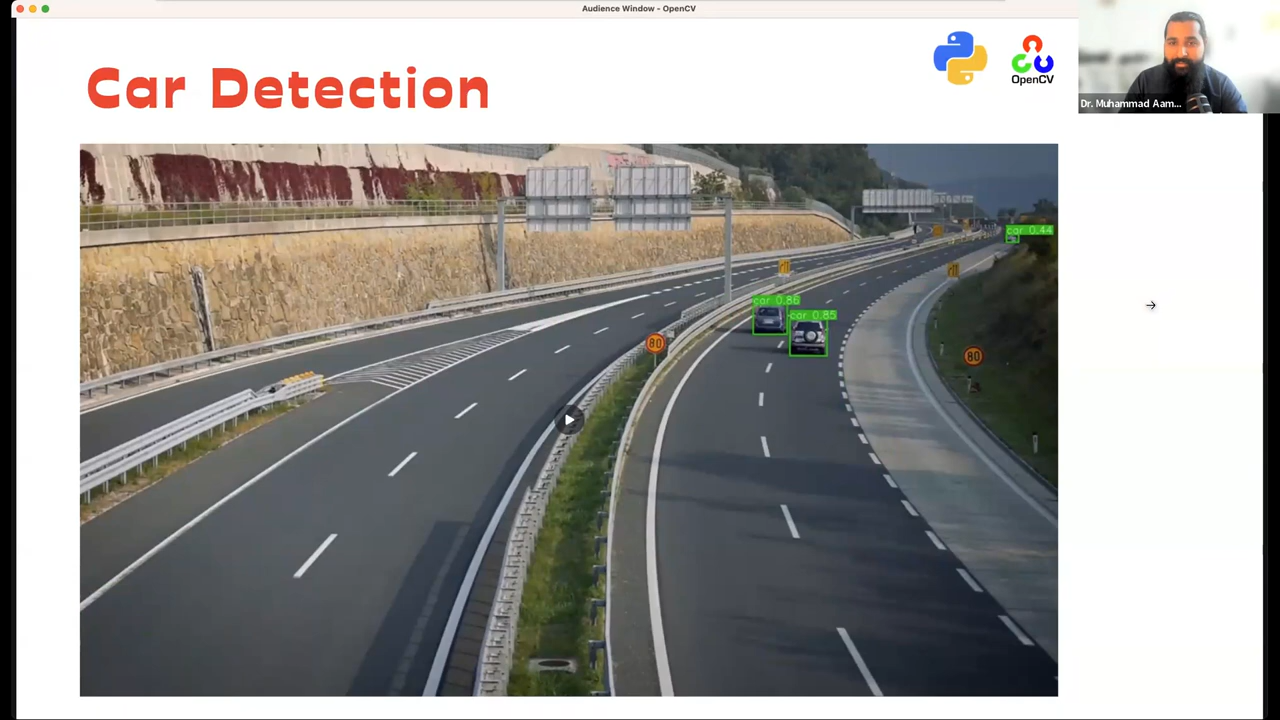 Audience Window - OpenCV
Car Detection
OpenCV
Dr. Muhammad Aam...
car 0.44
car 0.86
car 0.85
80
80